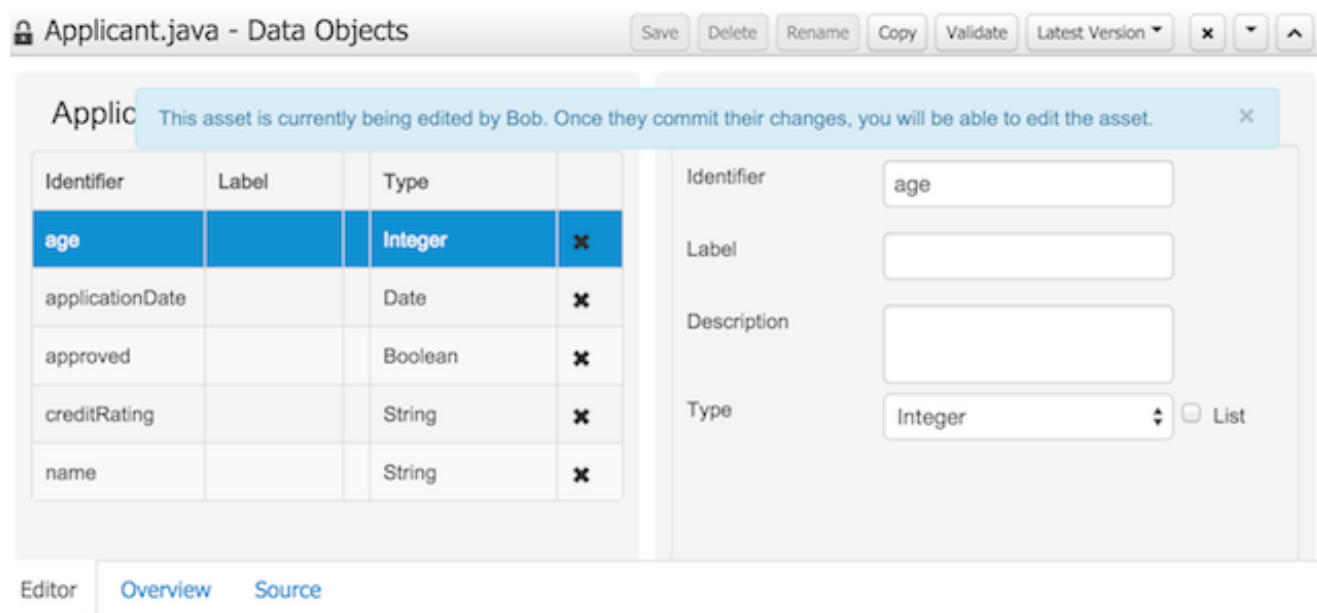 Applicant.java - Data Objects
Save Delete Rename Copy Validate Latest Version
Applic
This asset is currently being edited by Bob. Once they commit their changes, you will be able to edit the asset.
Identifier Label Type
age Integer
applicationDate Date
approved Boolean
creditRating String
name String
Identifier age
Label
Description
Type Integer List
Editor Overview Source